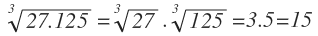 ∛27.125 = ∛27 . ∛125 =3.5=15